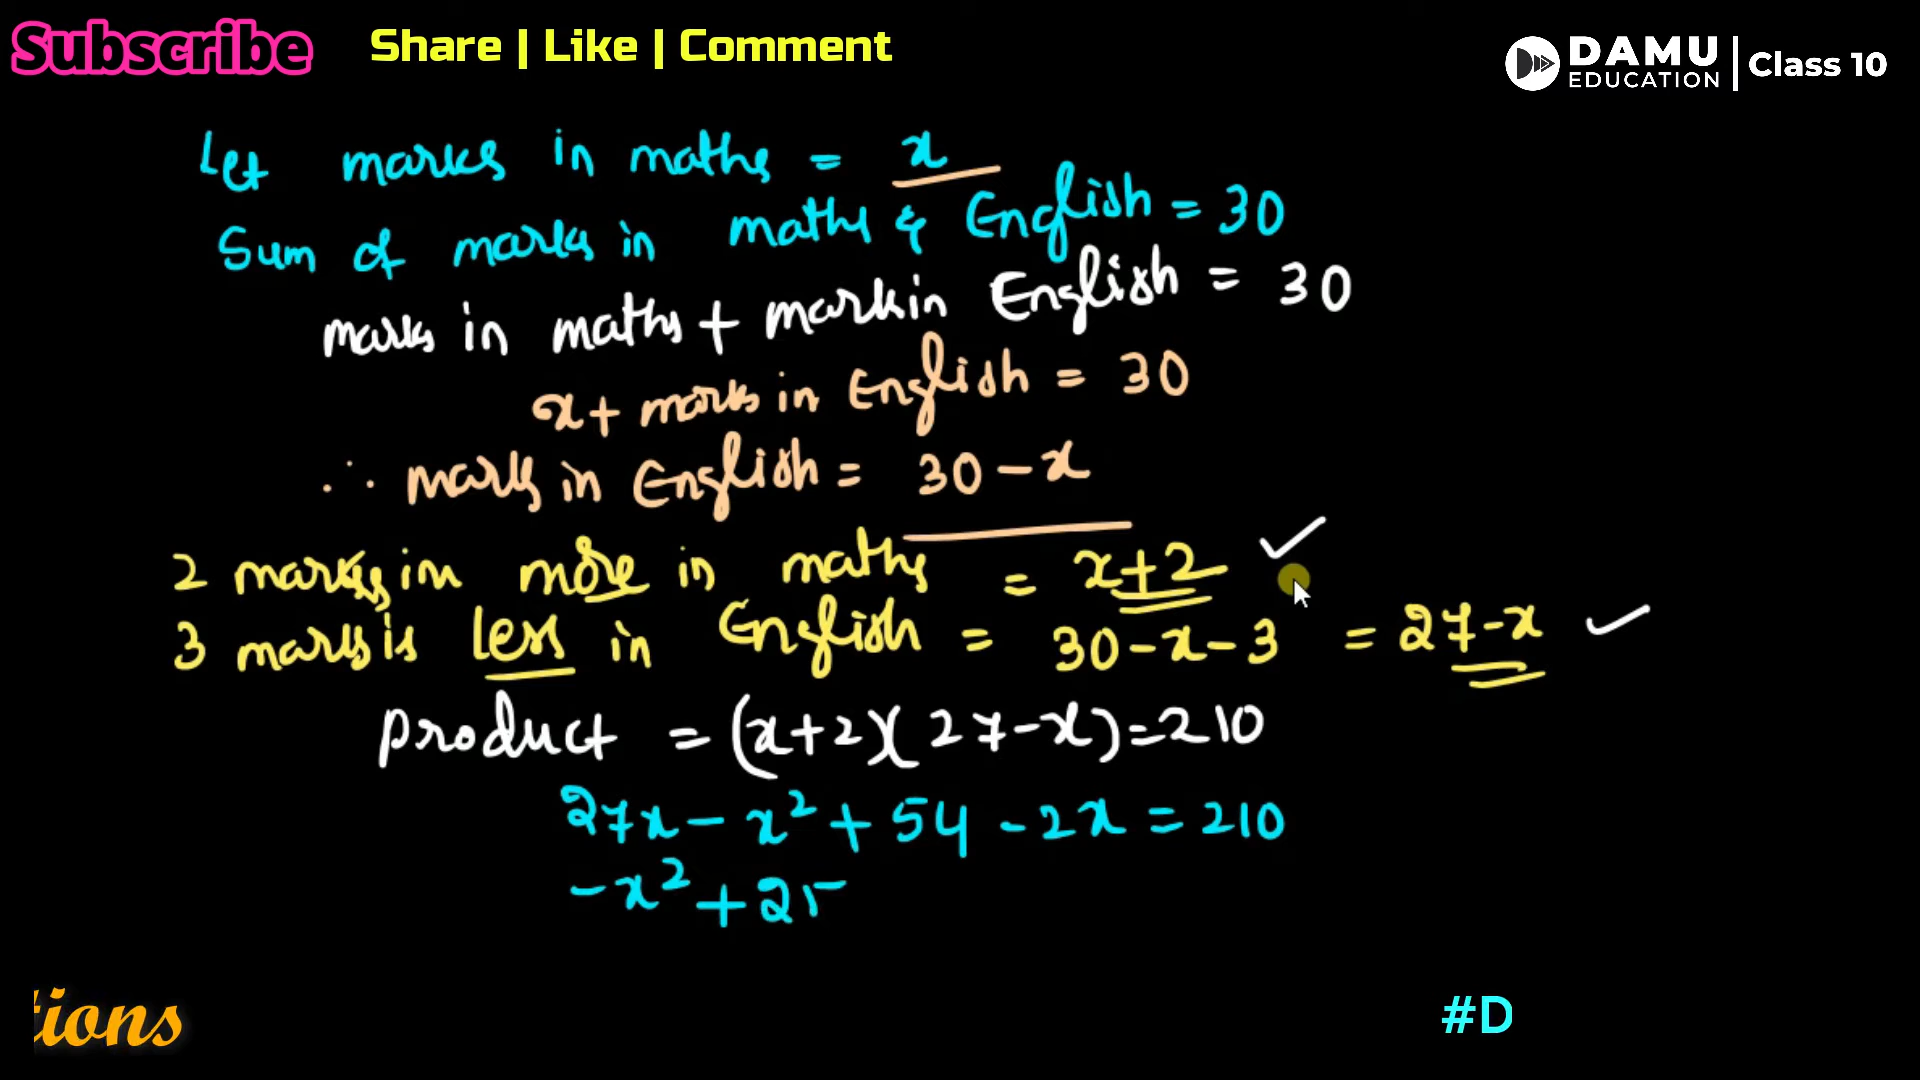 Subscribe Share | Like | Comment DAMU EDUCATION | Class 10
Let marks in maths = x
Sum of marks in maths & English = 30
marks in maths + mark in English = 30
x + marks in English = 30
∴ marks in English = 30 - x
2 marks in more in maths = x+2 ✓
3 marks is less in English = 30 - x - 3 = 27 - x ✓
product = (x+2)(27-x) = 210
27x - x² + 54 - 2x = 210
-x² + 25
tions #D